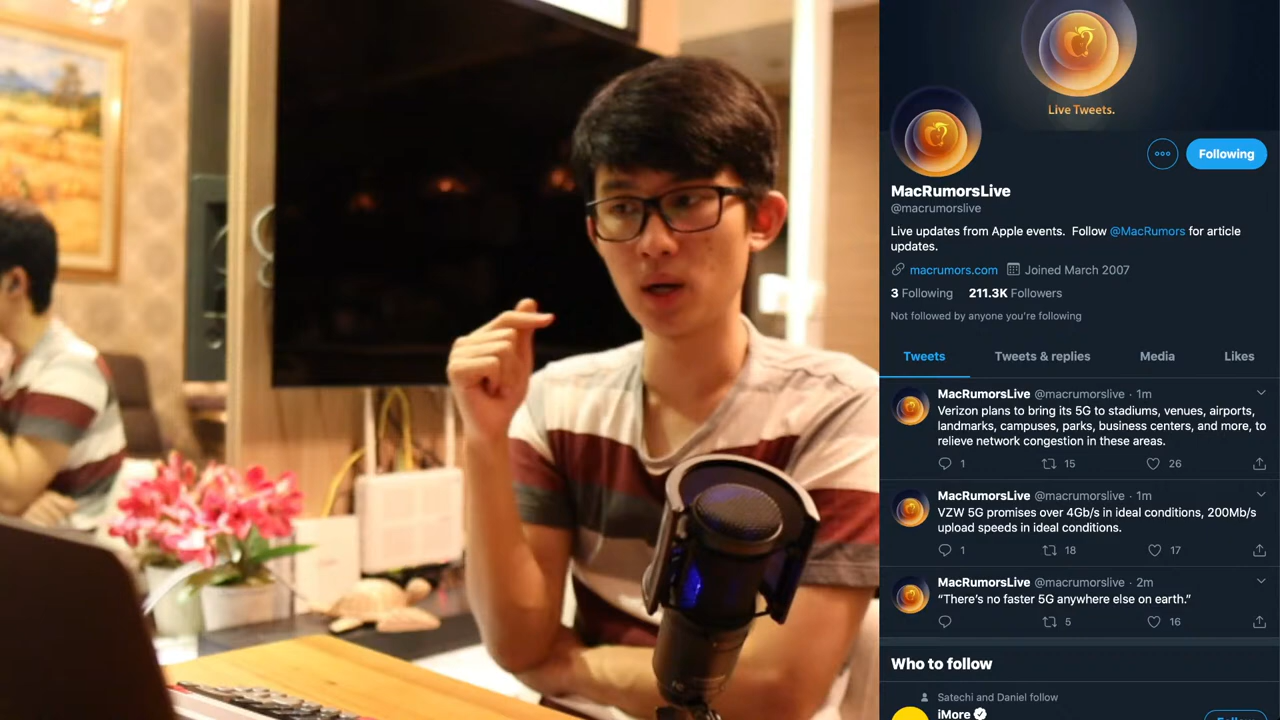 Live Tweets.
Following
MacRumorsLive
@macrumorslive
Live updates from Apple events. Follow @MacRumors for article
updates.
macrumors.com Joined March 2007
3 Following 211.3K Followers
Not followed by anyone you're following
Tweets Tweets & replies Media Likes
MacRumorsLive @macrumorslive · 1m
Verizon plans to bring its 5G to stadiums, venues, airports,
landmarks, campuses, parks, business centers, and more, to
relieve network congestion in these areas.
1 15 26
MacRumorsLive @macrumorslive · 1m
VZW 5G promises over 4Gb/s in ideal conditions, 200Mb/s
upload speeds in ideal conditions.
1 18 17
MacRumorsLive @macrumorslive · 2m
“There’s no faster 5G anywhere else on earth.”
5 16
Who to follow
Satechi and Daniel follow
iMore
Follow